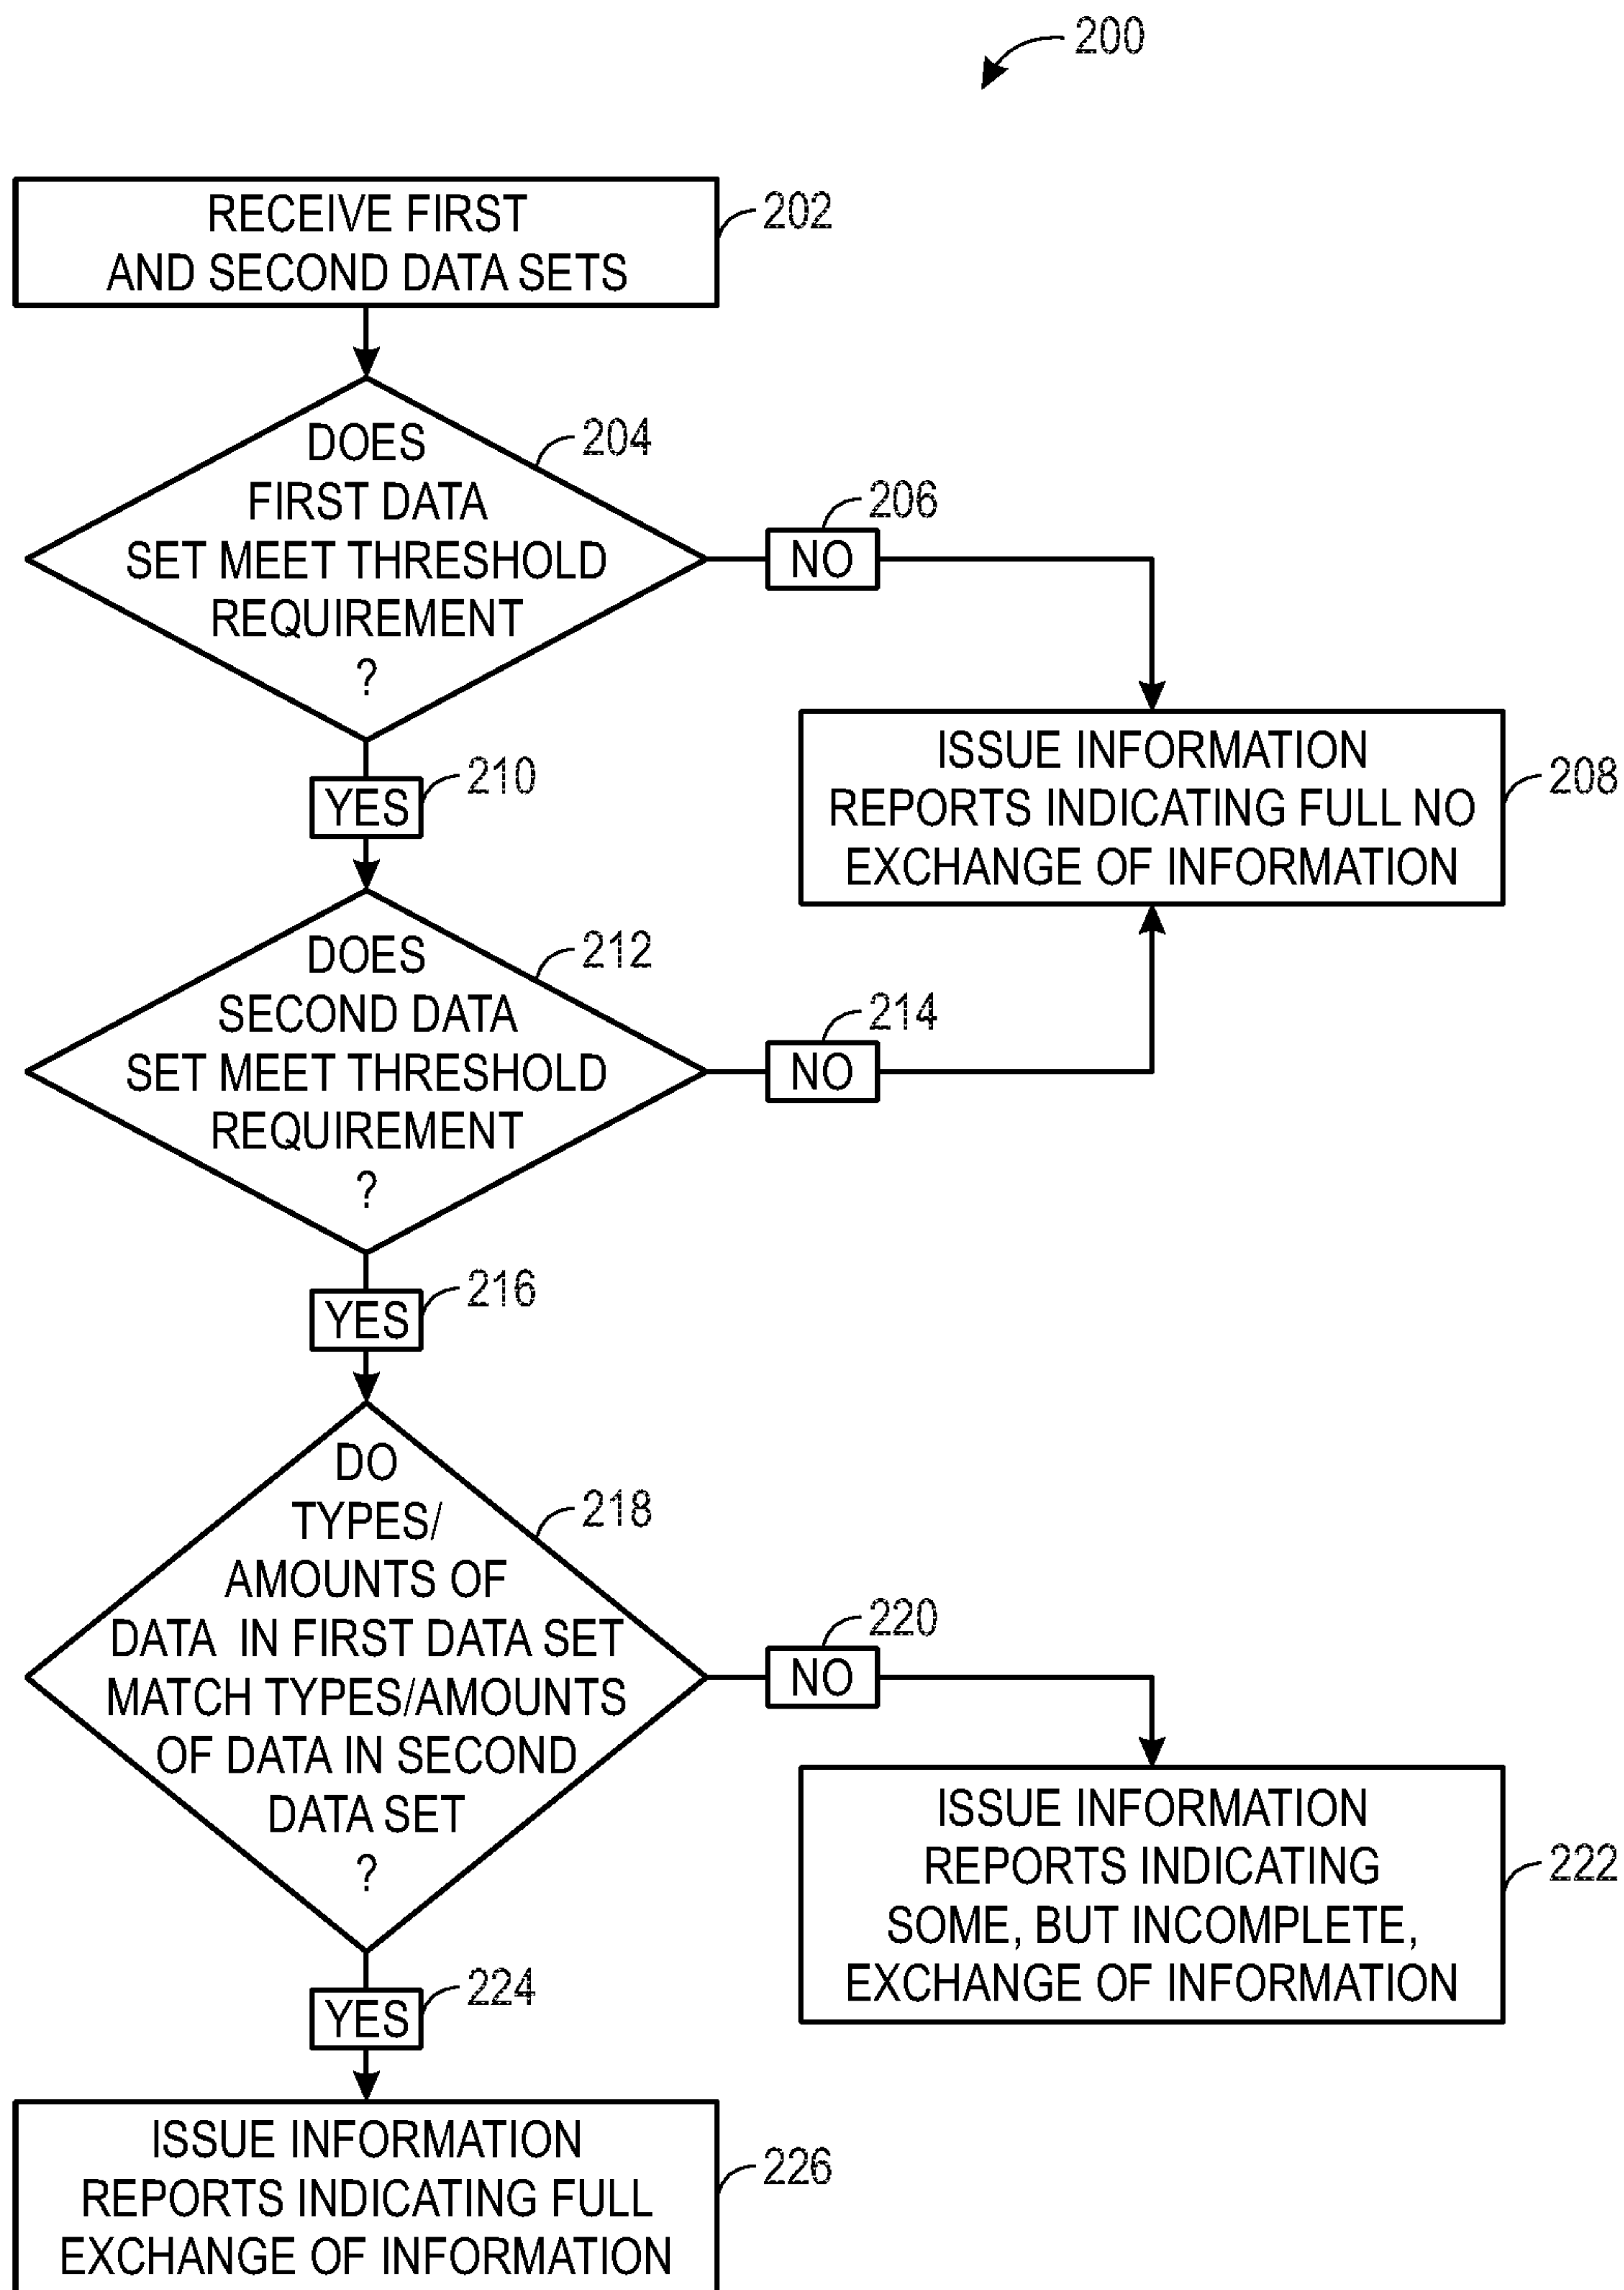 200
RECEIVE FIRST
AND SECOND DATA SETS
202
DOES
FIRST DATA
SET MEET THRESHOLD
REQUIREMENT
?
204
NO
206
ISSUE INFORMATION
REPORTS INDICATING FULL NO
EXCHANGE OF INFORMATION
208
YES
210
DOES
SECOND DATA
SET MEET THRESHOLD
REQUIREMENT
?
212
NO
214
YES
216
DO
TYPES/
AMOUNTS OF
DATA IN FIRST DATA SET
MATCH TYPES/AMOUNTS
OF DATA IN SECOND
DATA SET
?
218
NO
220
ISSUE INFORMATION
REPORTS INDICATING
SOME, BUT INCOMPLETE,
EXCHANGE OF INFORMATION
222
YES
224
ISSUE INFORMATION
REPORTS INDICATING FULL
EXCHANGE OF INFORMATION
226